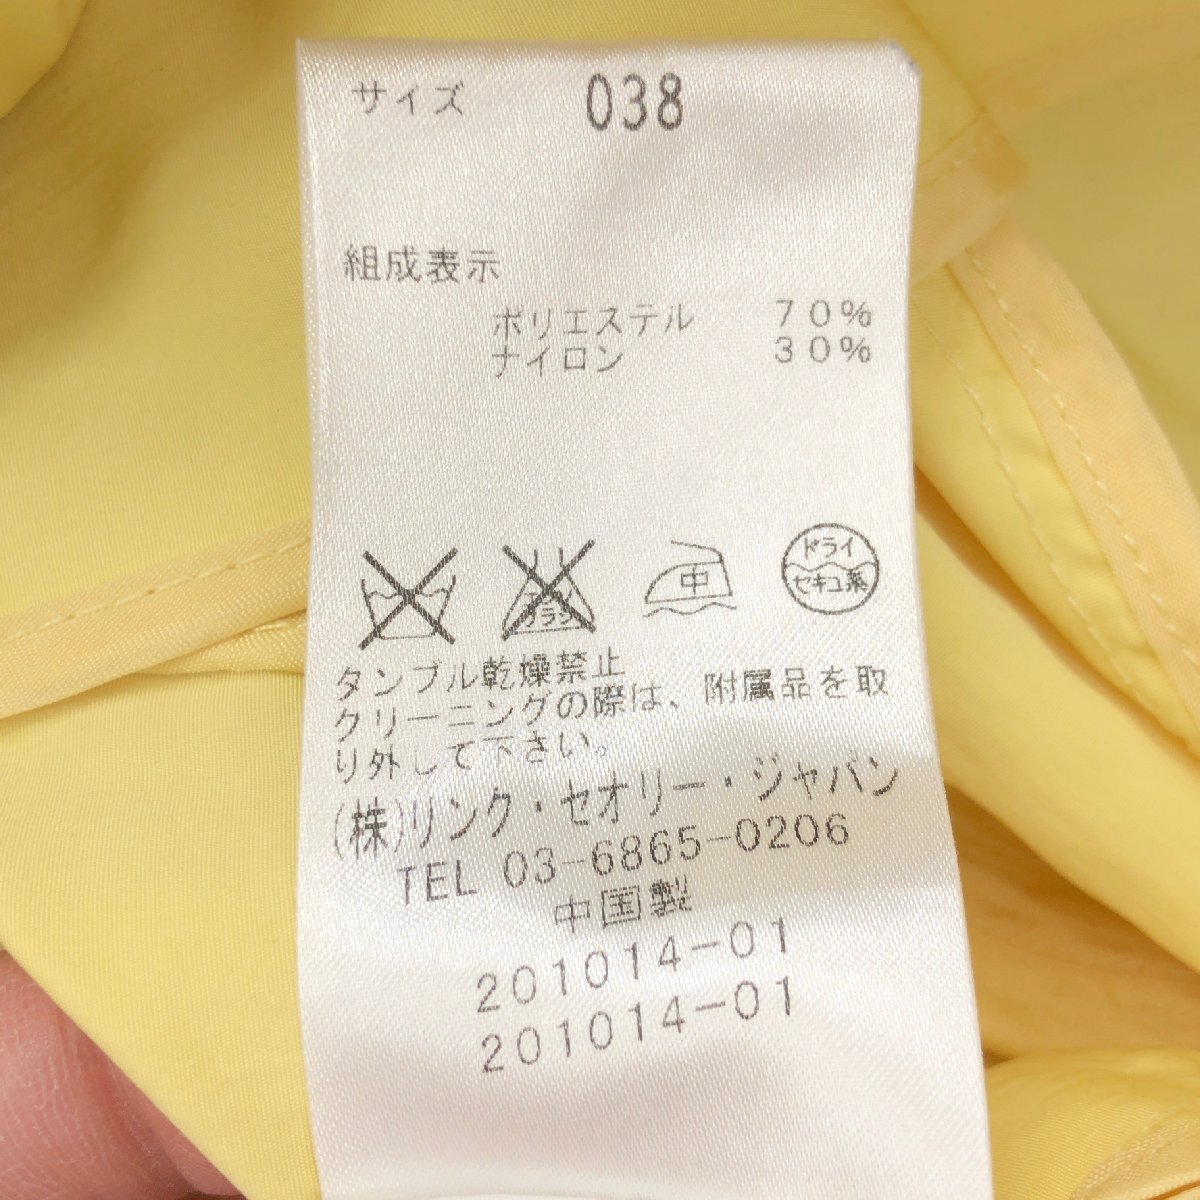 サイズ 038
組成表示
ポリエステル 70%
ナイロン 30%
中
ドライ
セキユ系
タンブル乾燥禁止
クリーニングの際は、附属品を取
り外して下さい。
(株)リンク・セオリー・ジャパン
TEL 03-6865-0206
中国製
201014-01
201014-01